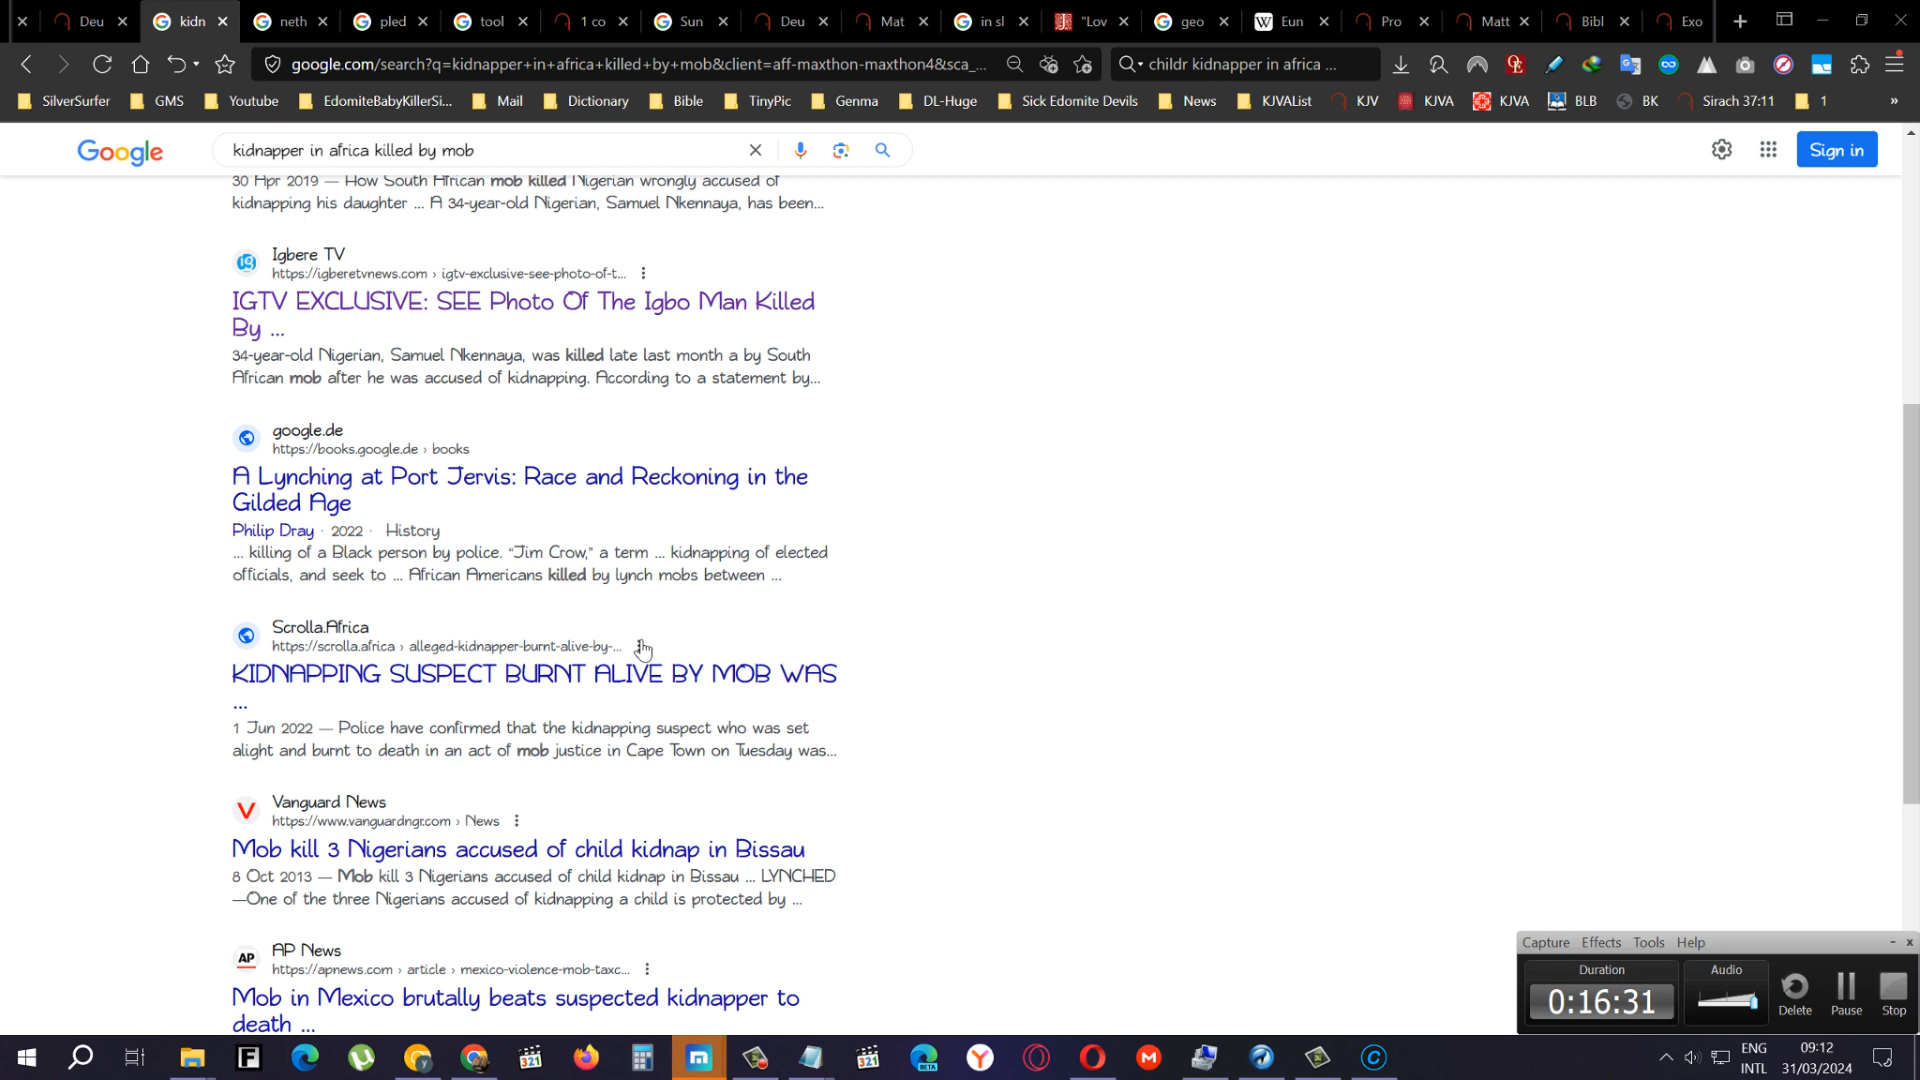 Deu
kidn
neth
pled
tool
1 co
Sun
Deu
Mat
in sl
"Lov
geo
Eun
Pro
Matt
Bibl
Exo
google.com/search?q=kidnapper+in+africa+killed+by+mob&client=aff-maxthon-maxthon4&sca_...
childr kidnapper in africa ...
SilverSurfer
GMS
Youtube
EdomiteBabyKillerSi...
Mail
Dictionary
Bible
TinyPic
Genma
DL-Huge
Sick Edomite Devils
News
KJVAList
KJV
KJVA
KJVA
BLB
BK
Sirach 37:11
1
»
Google
kidnapper in africa killed by mob
Sign in
30 Apr 2019 — How South African mob killed Nigerian wrongly accused of
kidnapping his daughter ... A 34-year-old Nigerian, Samuel Nkennaya, has been...
Igbere TV
https://igberetvnews.com › igtv-exclusive-see-photo-of-t...
IGTV EXCLUSIVE: SEE Photo Of The Igbo Man Killed
By ...
34-year-old Nigerian, Samuel Nkennaya, was killed late last month a by South
African mob after he was accused of kidnapping. According to a statement by...
google.de
https://books.google.de › books
A Lynching at Port Jervis: Race and Reckoning in the
Gilded Age
Philip Dray · 2022 · History
... killing of a Black person by police. “Jim Crow,” a term ... kidnapping of elected
officials, and seek to ... African Americans killed by lynch mobs between ...
Scrolla.Africa
https://scrolla.africa › alleged-kidnapper-burnt-alive-by-...
KIDNAPPING SUSPECT BURNT ALIVE BY MOB WAS
...
1 Jun 2022 — Police have confirmed that the kidnapping suspect who was set
alight and burnt to death in an act of mob justice in Cape Town on Tuesday was...
Vanguard News
https://www.vanguardngr.com › News
Mob kill 3 Nigerians accused of child kidnap in Bissau
8 Oct 2013 — Mob kill 3 Nigerians accused of child kidnap in Bissau ... LYNCHED
—One of the three Nigerians accused of kidnapping a child is protected by ...
AP News
https://apnews.com › article › mexico-violence-mob-taxc...
Mob in Mexico brutally beats suspected kidnapper to
death ...
Capture Effects Tools Help
Duration
0:16:31
Audio
Delete
Pause
Stop
ENG
INTL
09:12
31/03/2024